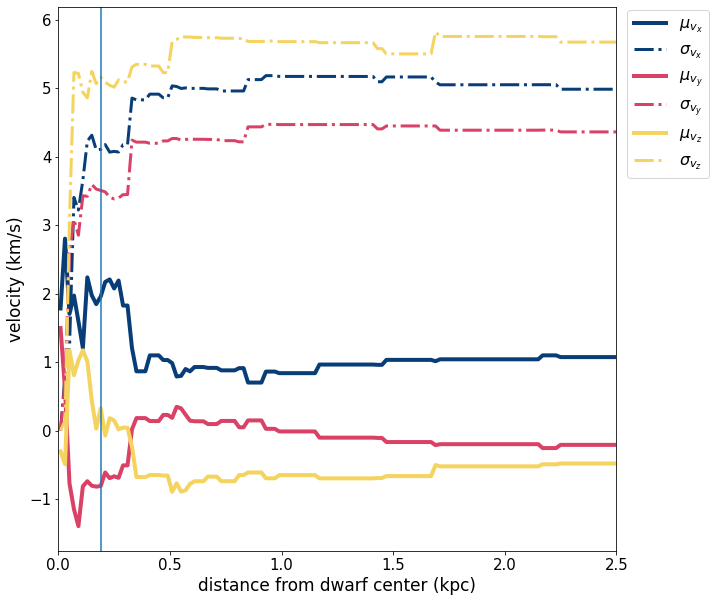 6
5
4
3
2
1
0
−1
velocity (km/s)
0.0 0.5 1.0 1.5 2.0 2.5
distance from dwarf center (kpc)
μ_{v_x}
σ_{v_x}
μ_{v_y}
σ_{v_y}
μ_{v_z}
σ_{v_z}